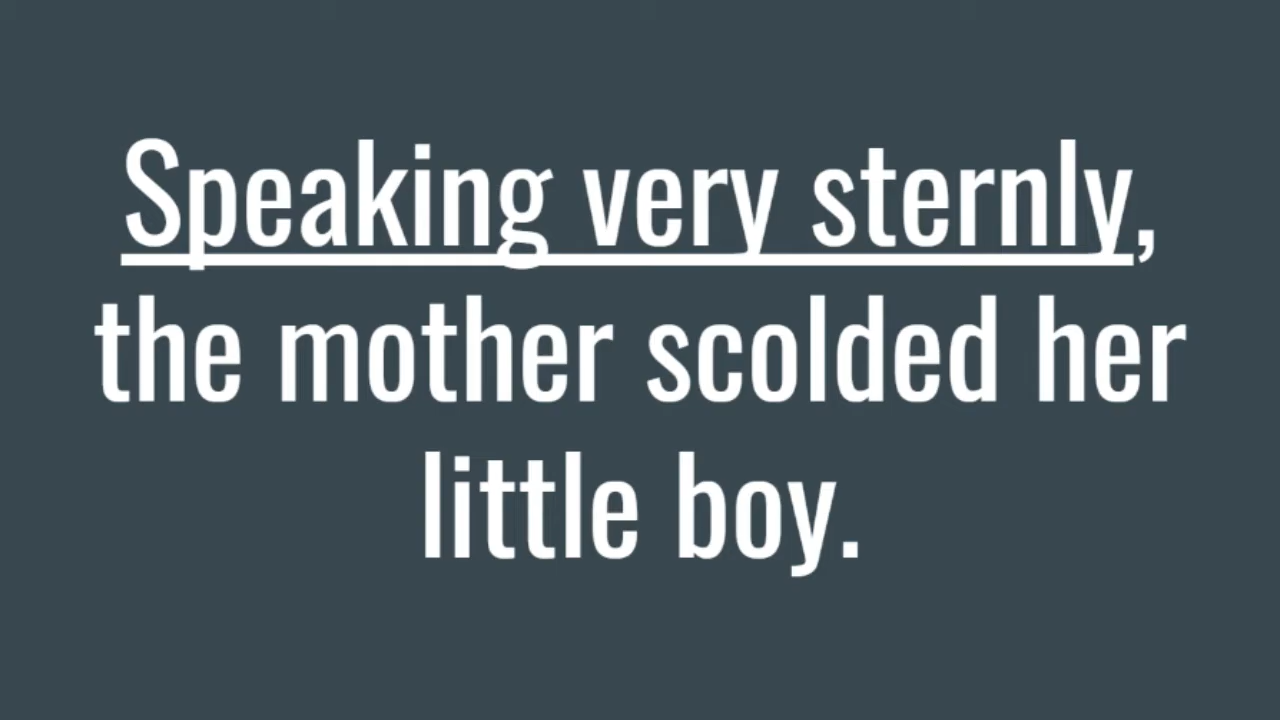 Speaking very sternly,
the mother scolded her
little boy.